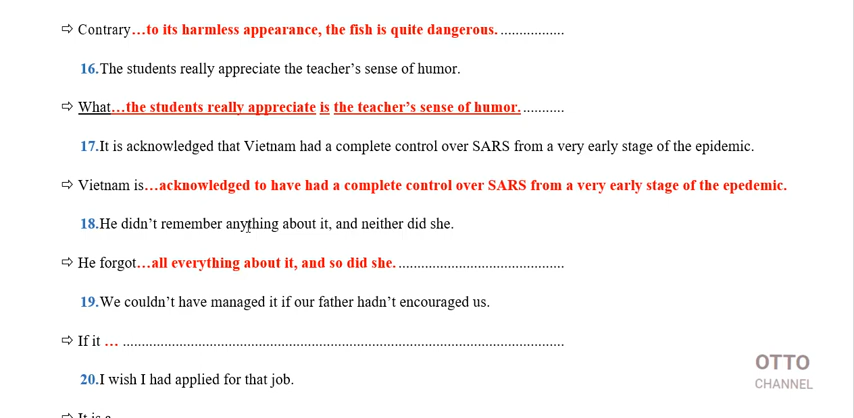 ⇨ Contrary…to its harmless appearance, the fish is quite dangerous.................
16.The students really appreciate the teacher’s sense of humor.
⇨ What…the students really appreciate is the teacher’s sense of humor............
17.It is acknowledged that Vietnam had a complete control over SARS from a very early stage of the epidemic.
⇨ Vietnam is…acknowledged to have had a complete control over SARS from a very early stage of the epedemic.
18.He didn’t remember anything about it, and neither did she.
⇨ He forgot…all everything about it, and so did she.............................................
19.We couldn’t have managed it if our father hadn’t encouraged us.
⇨ If it … ......................................................................................................................
20.I wish I had applied for that job.
⇨ It is a
OTTO
CHANNEL